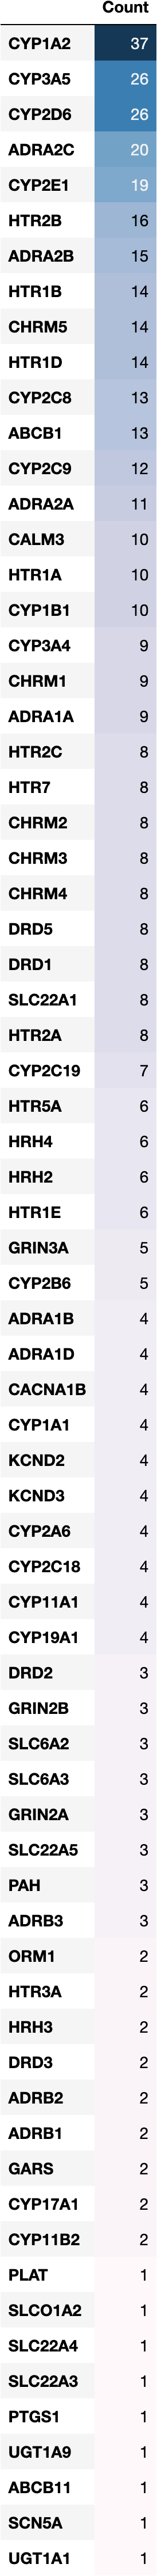 Count
CYP1A2 37
CYP3A5 26
CYP2D6 26
ADRA2C 20
CYP2E1 19
HTR2B 16
ADRA2B 15
HTR1B 14
CHRM5 14
HTR1D 14
CYP2C8 13
ABCB1 13
CYP2C9 12
ADRA2A 11
CALM3 10
HTR1A 10
CYP1B1 10
CYP3A4 9
CHRM1 9
ADRA1A 9
HTR2C 8
HTR7 8
CHRM2 8
CHRM3 8
CHRM4 8
DRD5 8
DRD1 8
SLC22A1 8
HTR2A 8
CYP2C19 7
HTR5A 6
HRH4 6
HRH2 6
HTR1E 6
GRIN3A 5
CYP2B6 5
ADRA1B 4
ADRA1D 4
CACNA1B 4
CYP1A1 4
KCND2 4
KCND3 4
CYP2A6 4
CYP2C18 4
CYP11A1 4
CYP19A1 4
DRD2 3
GRIN2B 3
SLC6A2 3
SLC6A3 3
GRIN2A 3
SLC22A5 3
PAH 3
ADRB3 3
ORM1 2
HTR3A 2
HRH3 2
DRD3 2
ADRB2 2
ADRB1 2
GARS 2
CYP17A1 2
CYP11B2 2
PLAT 1
SLCO1A2 1
SLC22A4 1
SLC22A3 1
PTGS1 1
UGT1A9 1
ABCB11 1
SCN5A 1
UGT1A1 1